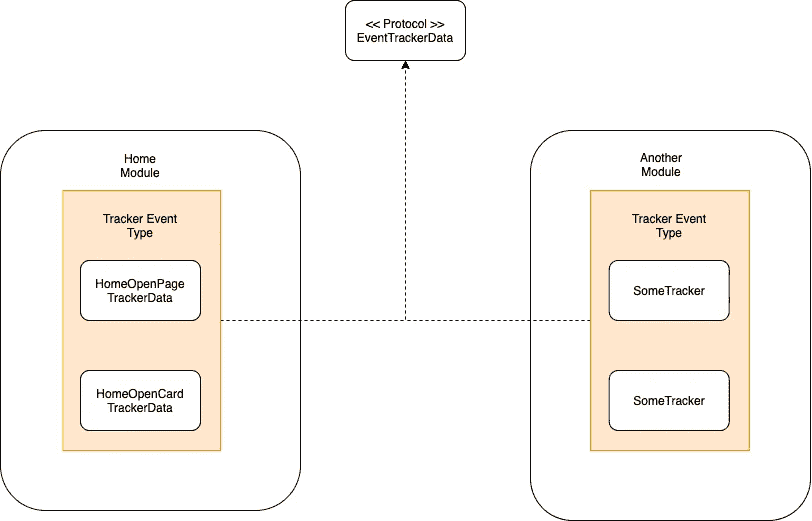 << Protocol >>
EventTrackerData
Home
Module
Tracker Event
Type
HomeOpenPage
TrackerData
HomeOpenCard
TrackerData
Another
Module
Tracker Event
Type
SomeTracker
SomeTracker